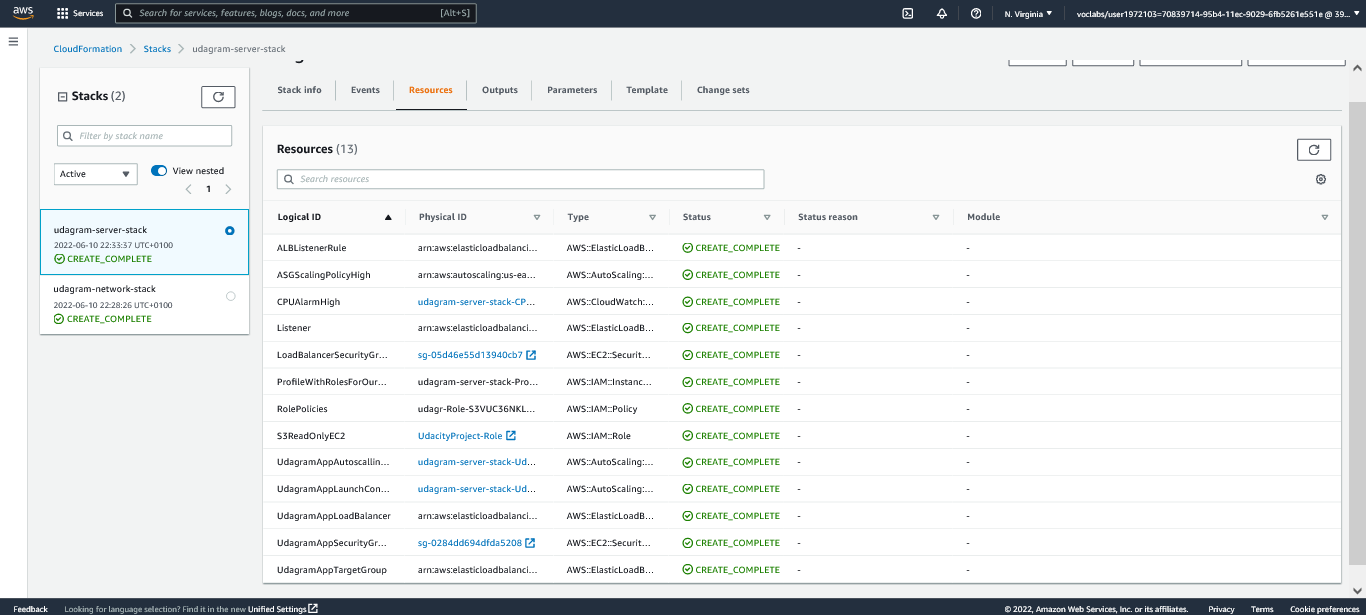 aws Services Search for services, features, blogs, docs, and more [Alt+S] N. Virginia voclabs/user1972103=70839714-95b4-11ec-9029-6fb5261e551e @ 39...
CloudFormation Stacks udagram-server-stack
Stacks (2)
Filter by stack name
Active View nested
1
udagram-server-stack
2022-06-10 22:33:37 UTC+0100
CREATE_COMPLETE
udagram-network-stack
2022-06-10 22:28:26 UTC+0100
CREATE_COMPLETE
Stack info Events Resources Outputs Parameters Template Change sets
Resources (13)
Search resources
Logical ID Physical ID Type Status Status reason Module
ALBListenerRule arn:aws:elasticloadbalanci... AWS::ElasticLoadB... CREATE_COMPLETE - -
ASGScalingPolicyHigh arn:aws:autoscaling:us-ea... AWS::AutoScaling:... CREATE_COMPLETE - -
CPUAlarmHigh udagram-server-stack-CP... AWS::CloudWatch:... CREATE_COMPLETE - -
Listener arn:aws:elasticloadbalanci... AWS::ElasticLoadB... CREATE_COMPLETE - -
LoadBalancerSecurityGr... sg-05d46e55d13940cb7 AWS::EC2::Securit... CREATE_COMPLETE - -
ProfileWithRolesForOur... udagram-server-stack-Pro... AWS::IAM::Instanc... CREATE_COMPLETE - -
RolePolicies udagr-Role-S3VUC36NKL... AWS::IAM::Policy CREATE_COMPLETE - -
S3ReadOnlyEC2 UdacityProject-Role AWS::IAM::Role CREATE_COMPLETE - -
UdagramAppAutoscallin... udagram-server-stack-Ud... AWS::AutoScaling:... CREATE_COMPLETE - -
UdagramAppLaunchCon... udagram-server-stack-Ud... AWS::AutoScaling:... CREATE_COMPLETE - -
UdagramAppLoadBalancer arn:aws:elasticloadbalanci... AWS::ElasticLoadB... CREATE_COMPLETE - -
UdagramAppSecurityGr... sg-0284dd694dfda5208 AWS::EC2::Securit... CREATE_COMPLETE - -
UdagramAppTargetGroup arn:aws:elasticloadbalanci... AWS::ElasticLoadB... CREATE_COMPLETE - -
Feedback Looking for language selection? Find it in the new Unified Settings © 2022, Amazon Web Services, Inc. or its affiliates. Privacy Terms Cookie preferences